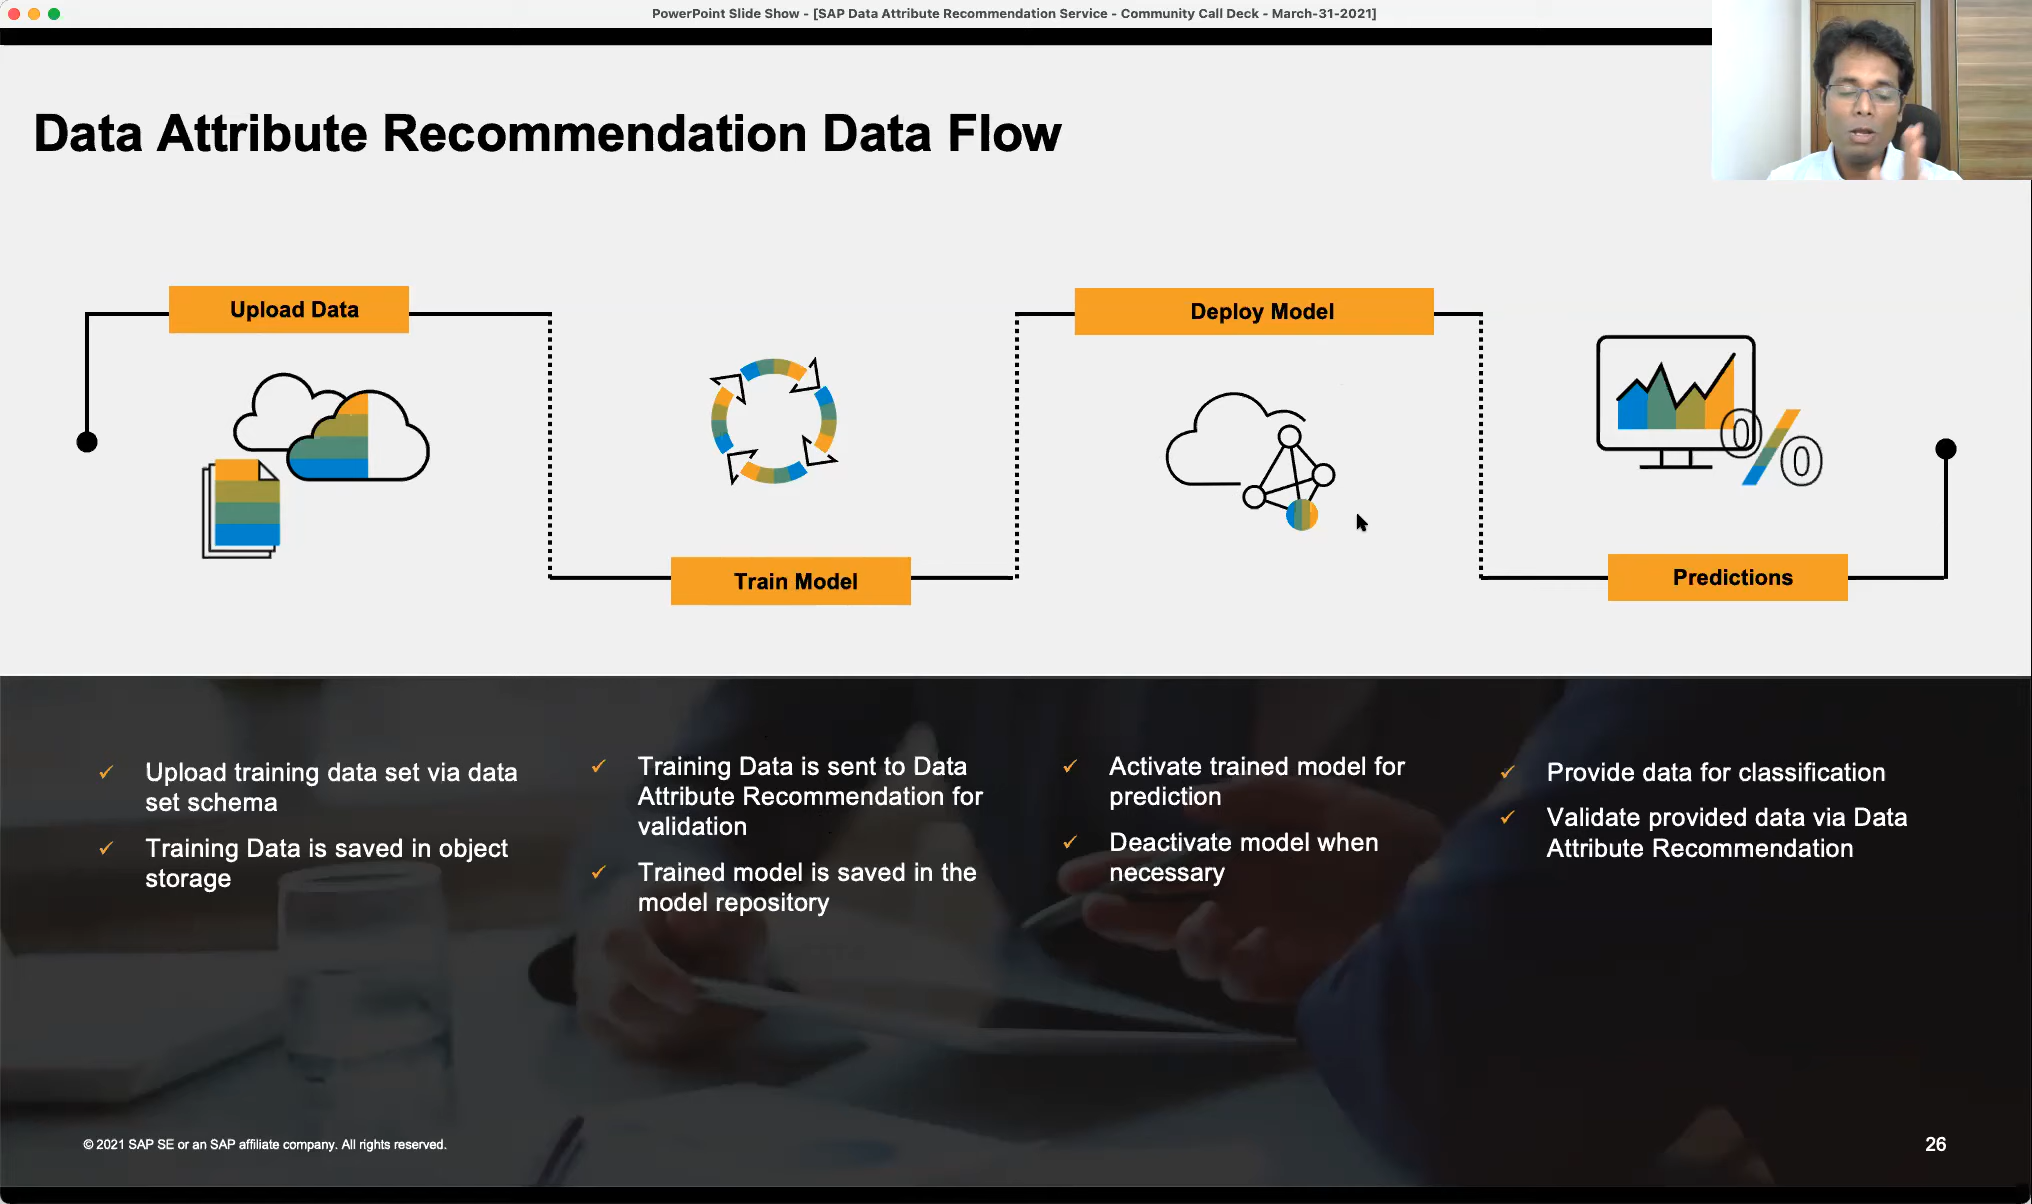 PowerPoint Slide Show - [SAP Data Attribute Recommendation Service - Community Call Deck - March-31-2021]
Data Attribute Recommendation Data Flow
Upload Data
Deploy Model
Train Model
Predictions
0/0
Upload training data set via data
set schema
Training Data is saved in object
storage
Training Data is sent to Data
Attribute Recommendation for
validation
Trained model is saved in the
model repository
Activate trained model for
prediction
Deactivate model when
necessary
Provide data for classification
Validate provided data via Data
Attribute Recommendation
© 2021 SAP SE or an SAP affiliate company. All rights reserved.
26